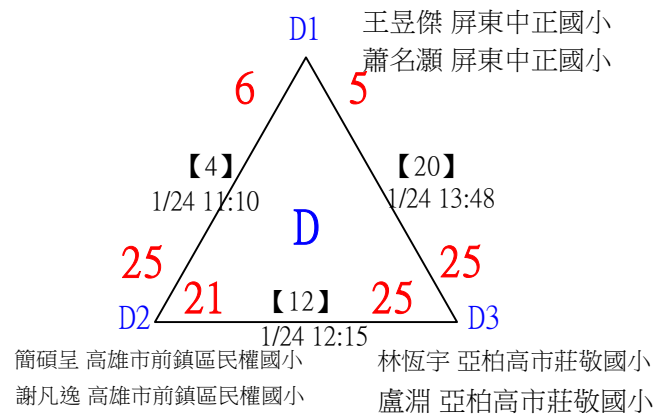 D1
王昱傑 屏東中正國小
蕭名灝 屏東中正國小
6
5
【4】
1/24 11:10
【20】
1/24 13:48
D
25
25
21
【12】
25
D2
1/24 12:15
D3
簡碩呈 高雄市前鎮區民權國小
謝凡逸 高雄市前鎮區民權國小
林恆宇 亞柏高市莊敬國小
盧淵 亞柏高市莊敬國小